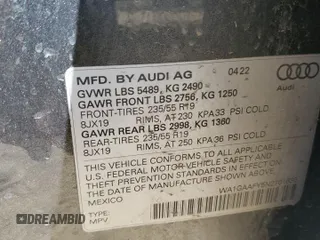 MFD. BY AUDI AG 04/22
GVWR LBS 5489, KG 2490
GAWR FRONT LBS 2756, KG 1250
FRONT-TIRES 235/55 R19
8JX19 RIMS, AT 230 KPA33 PSI COLD
GAWR REAR LBS 2998, KG 1360
REAR-TIRES 235/55 R19
8JX19 RIMS, AT 250 KPA36 PSI COLD
THIS VEHICLE CONFORMS TO ALL APPLICABLE
U.S. FEDERAL MOTOR VEHICLE SAFETY AND
THEFT PREVENTION STANDARDS IN EFFECT ON
THE DATE OF MANUFACTURE SHOWN ABOVE.
MEXICO
TYPE:
MPV
DREAMBID